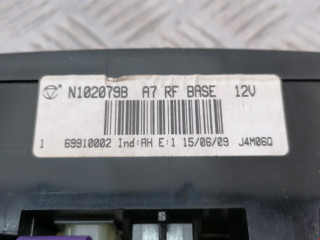 N102079B A7 RF BASE 12V
1 69910002 Ind:AH E:1 15/06/09 J4M06Q